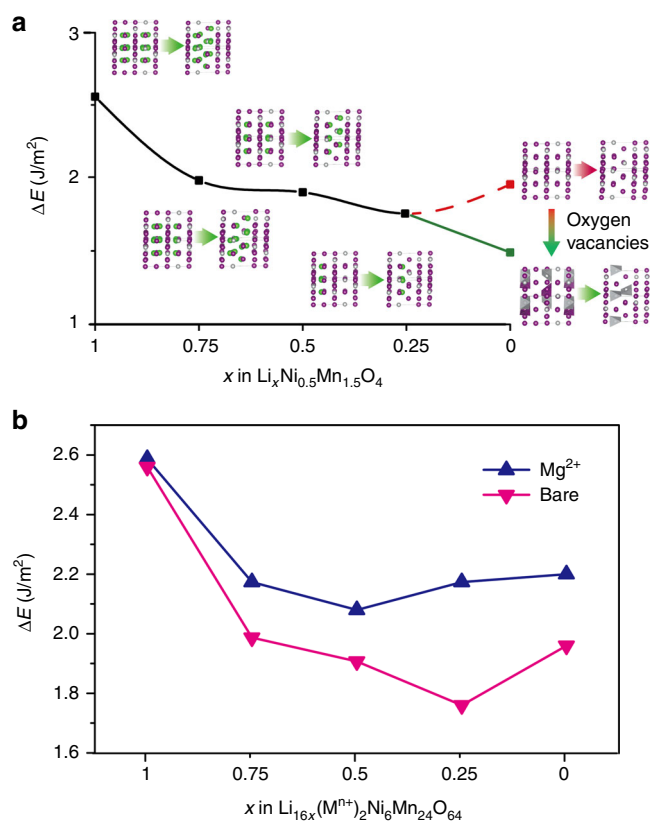 a
3
2
1
ΔE (J/m²)
Oxygen
vacancies
1 0.75 0.5 0.25 0
x in LiₓNi₀.₅Mn₁.₅O₄
b
2.6
2.4
2.2
2.0
1.8
1.6
ΔE (J/m²)
Mg²⁺
Bare
1 0.75 0.5 0.25 0
x in Li₁₆ₓ(Mⁿ⁺)₂Ni₆Mn₂₄O₆₄